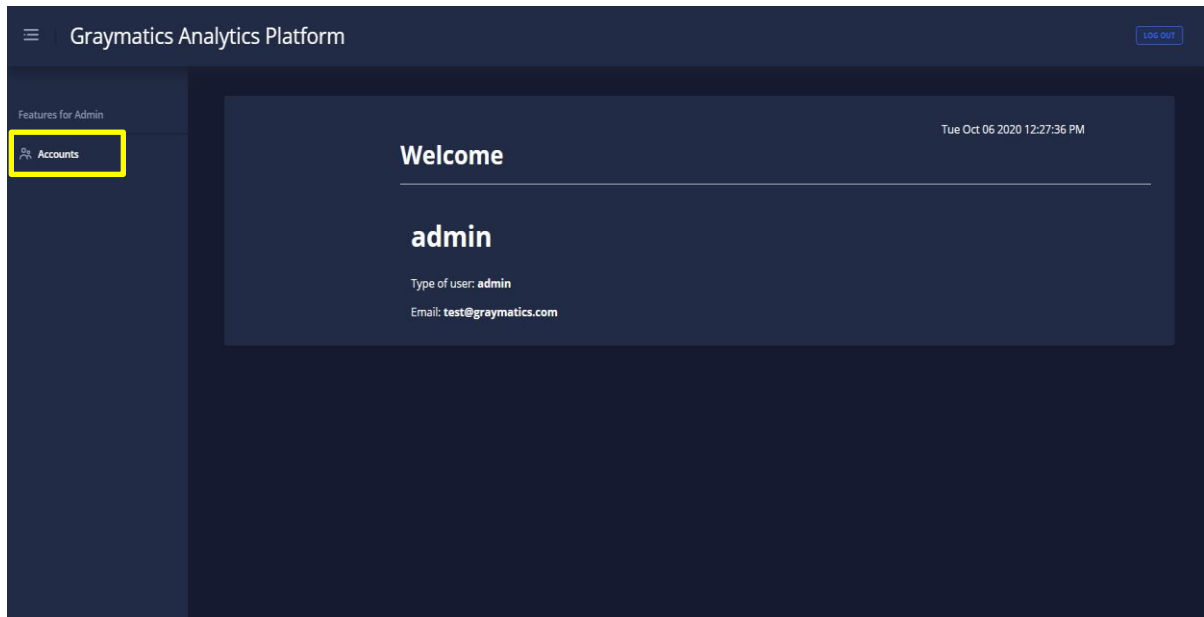 Graymatics Analytics Platform
LOG OUT
Features for Admin
Accounts
Tue Oct 06 2020 12:27:36 PM
Welcome
admin
Type of user: admin
Email: test@graymatics.com